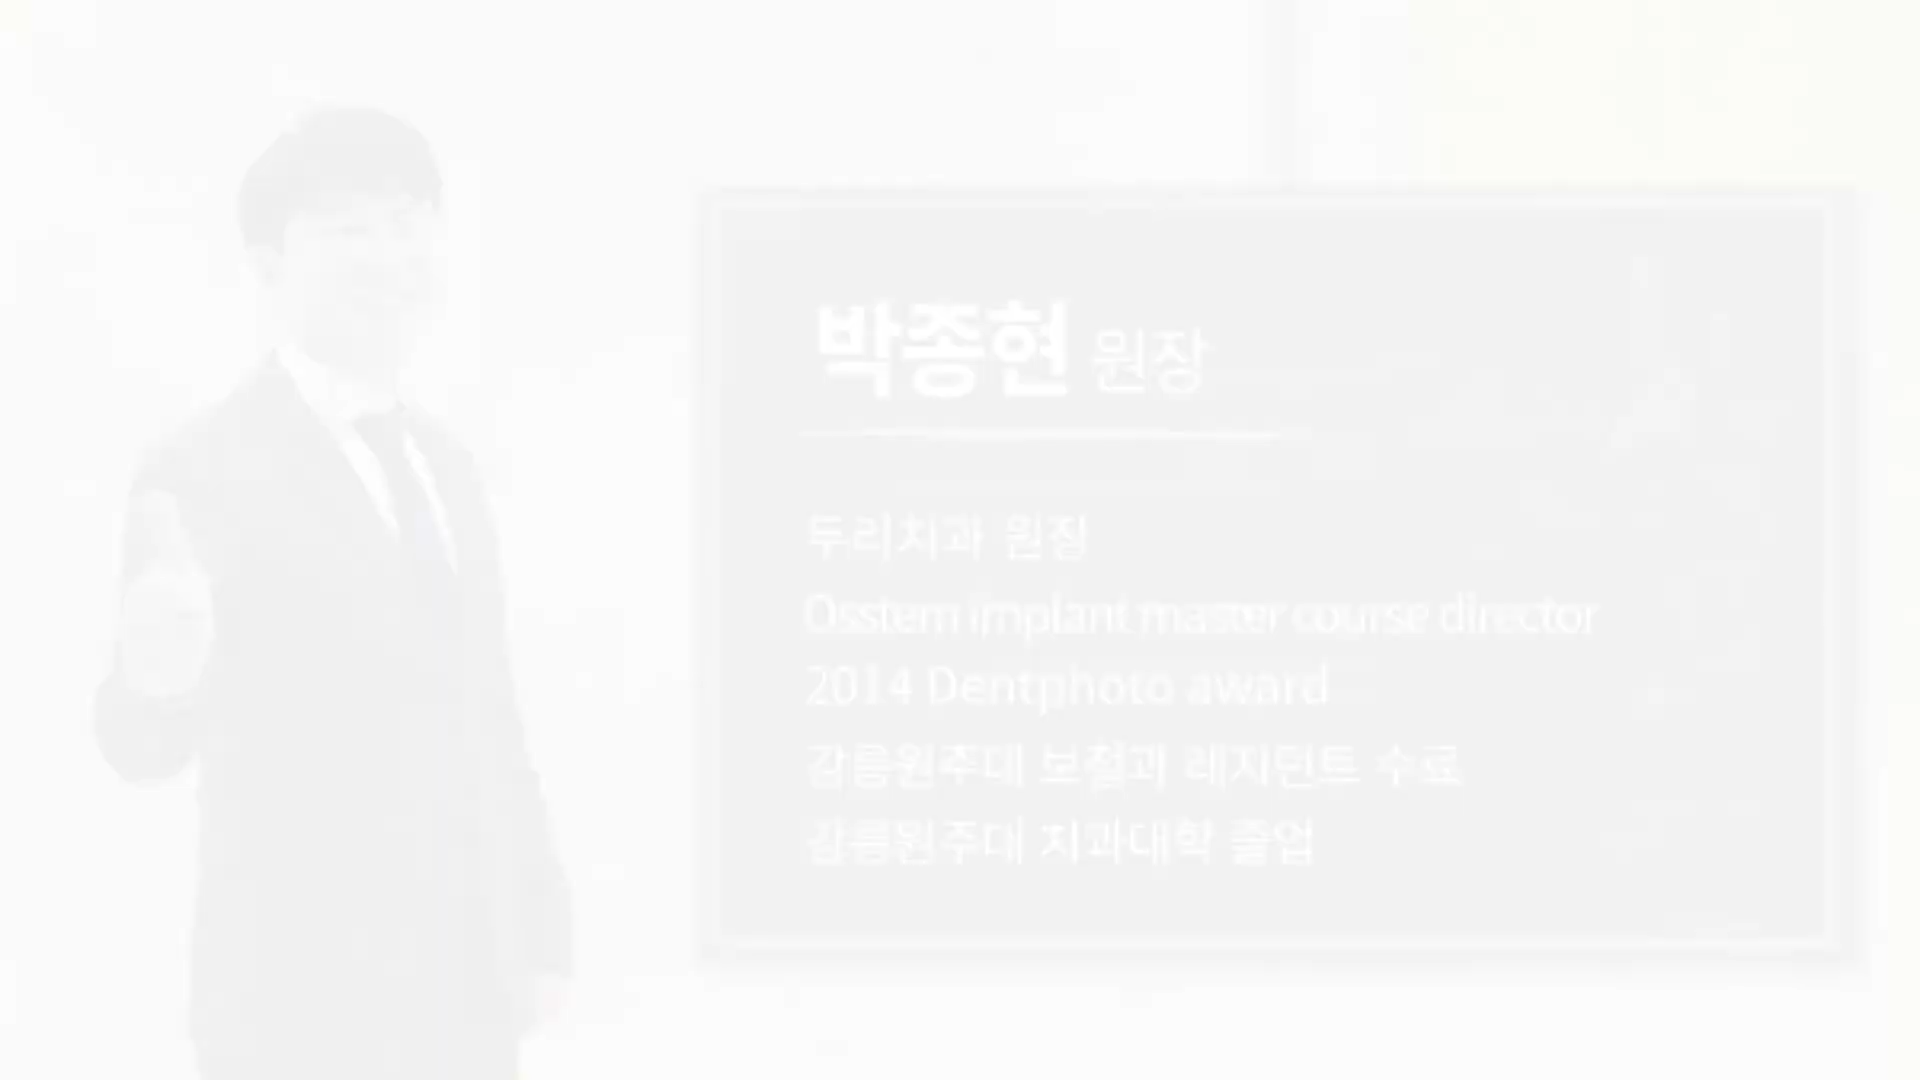 박종현 원장
두리치과 원장
Osstem implant master course director
2014 Dentphoto award
강릉원주대 보철과 레지던트 수료
강릉원주대 치과대학 졸업